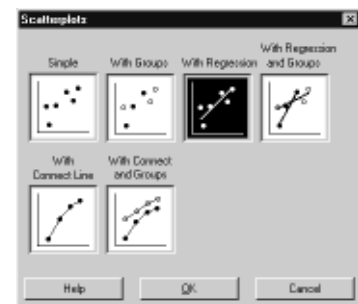 Scatterplots
Simple
With Groups
With Regression
With Regression
and Groups
With
Connect Line
With Connect
and Groups
Help
OK
Cancel